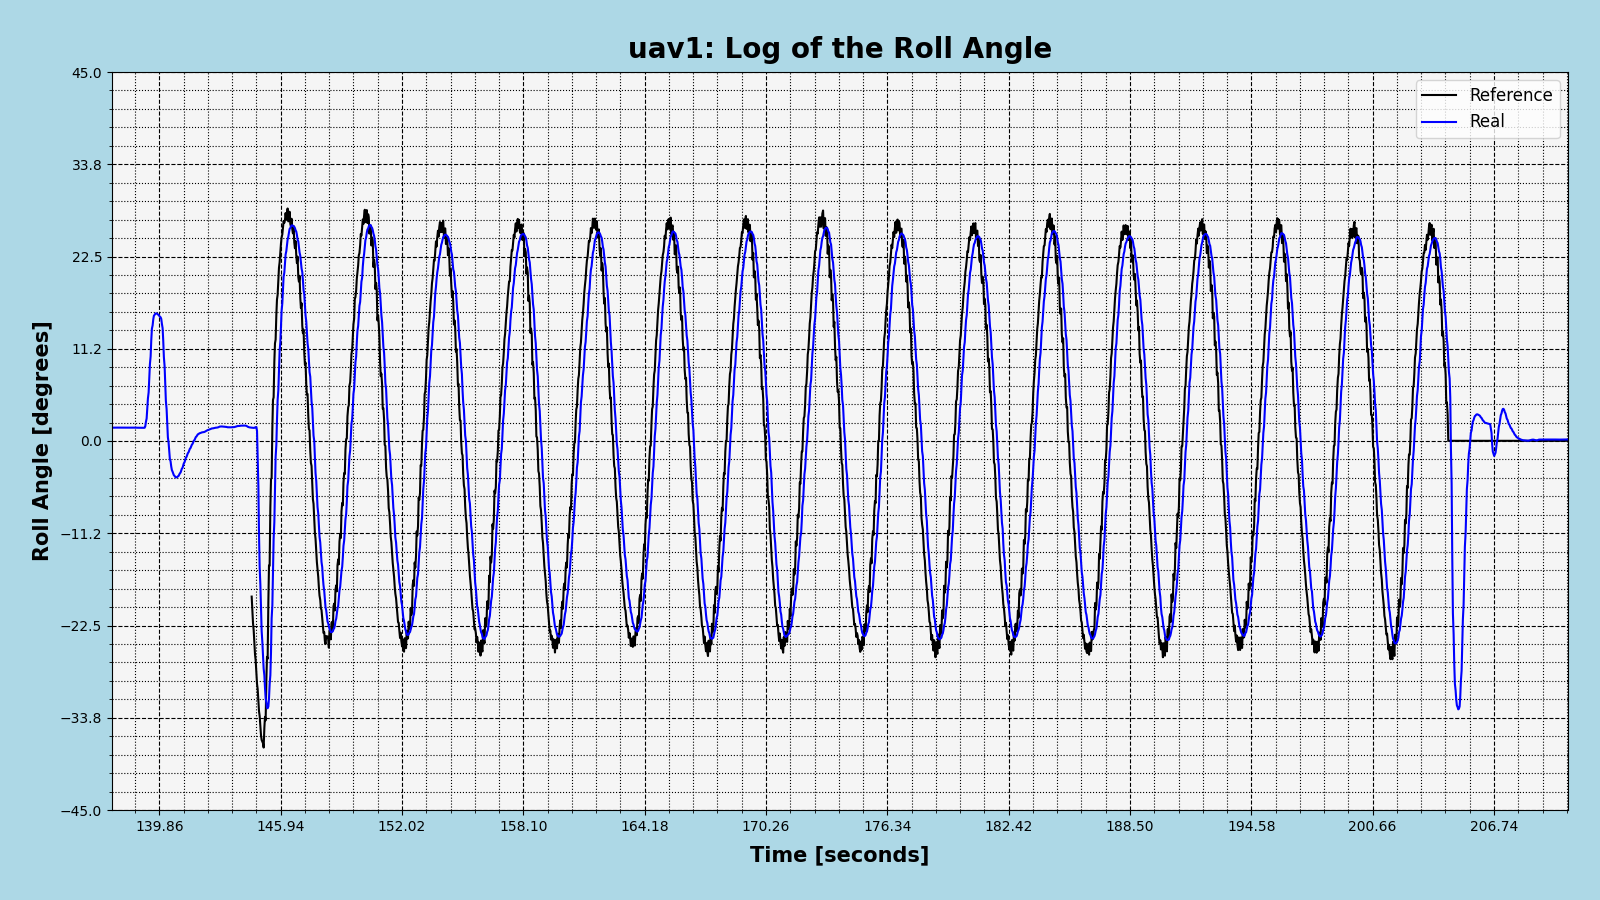 uav1: Log of the Roll Angle
45.0
33.8
22.5
11.2
0.0
−11.2
−22.5
−33.8
−45.0
Roll Angle [degrees]
Reference
Real
139.86 145.94 152.02 158.10 164.18 170.26 176.34 182.42 188.50 194.58 200.66 206.74
Time [seconds]